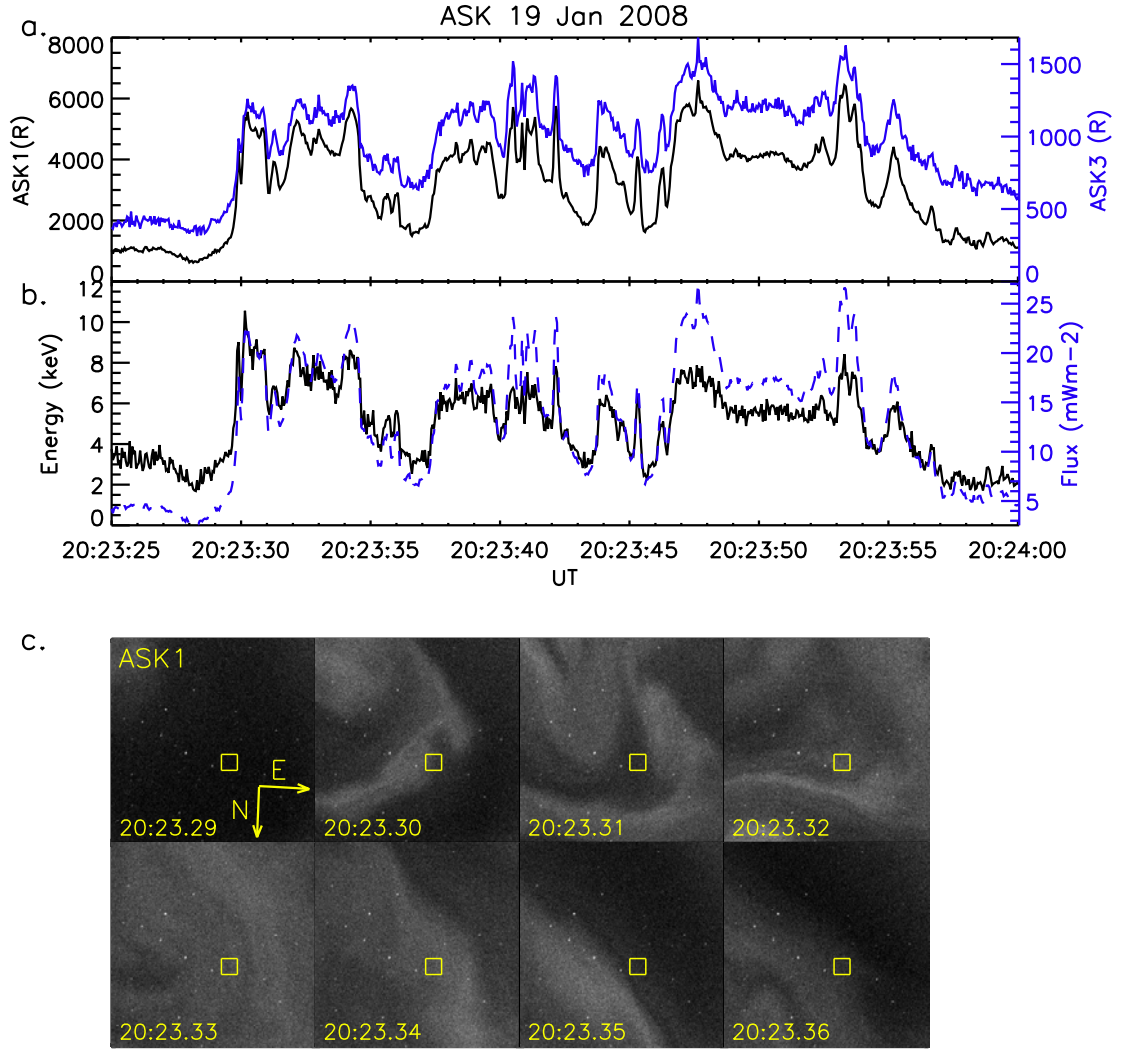 ASK 19 Jan 2008
a.
8000
6000
4000
2000
0
ASK1(R)
1500
1000
500
0
ASK3 (R)
b.
12
10
8
6
4
2
0
Energy (keV)
25
20
15
10
5
Flux (mWm−2)
20:23:25 20:23:30 20:23:35 20:23:40 20:23:45 20:23:50 20:23:55 20:24:00
UT
c.
ASK1
E
N
20:23.29 20:23.30 20:23.31 20:23.32
20:23.33 20:23.34 20:23.35 20:23.36